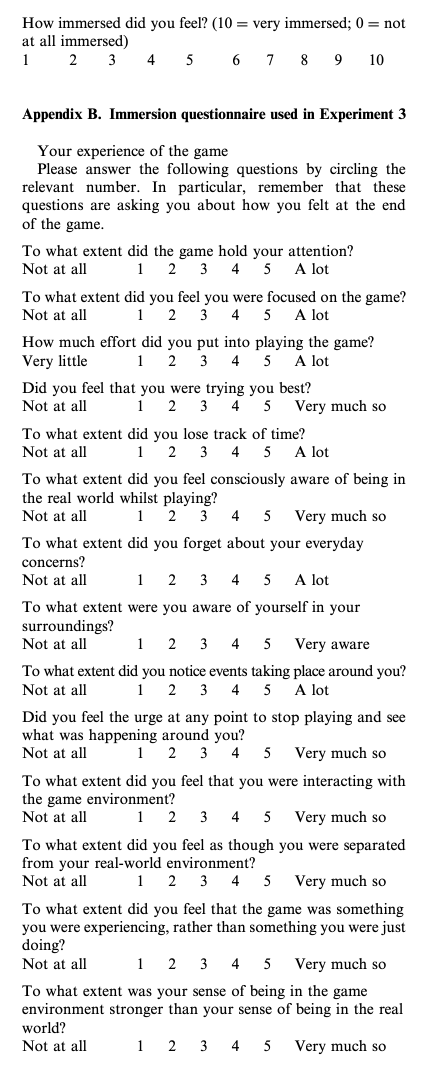 How immersed did you feel? (10 = very immersed; 0 = not
at all immersed)
1 2 3 4 5 6 7 8 9 10
Appendix B. Immersion questionnaire used in Experiment 3
Your experience of the game
Please answer the following questions by circling the
relevant number. In particular, remember that these
questions are asking you about how you felt at the end
of the game.
To what extent did the game hold your attention?
Not at all 1 2 3 4 5 A lot
To what extent did you feel you were focused on the game?
Not at all 1 2 3 4 5 A lot
How much effort did you put into playing the game?
Very little 1 2 3 4 5 A lot
Did you feel that you were trying you best?
Not at all 1 2 3 4 5 Very much so
To what extent did you lose track of time?
Not at all 1 2 3 4 5 A lot
To what extent did you feel consciously aware of being in
the real world whilst playing?
Not at all 1 2 3 4 5 Very much so
To what extent did you forget about your everyday
concerns?
Not at all 1 2 3 4 5 A lot
To what extent were you aware of yourself in your
surroundings?
Not at all 1 2 3 4 5 Very aware
To what extent did you notice events taking place around you?
Not at all 1 2 3 4 5 A lot
Did you feel the urge at any point to stop playing and see
what was happening around you?
Not at all 1 2 3 4 5 Very much so
To what extent did you feel that you were interacting with
the game environment?
Not at all 1 2 3 4 5 Very much so
To what extent did you feel as though you were separated
from your real-world environment?
Not at all 1 2 3 4 5 Very much so
To what extent did you feel that the game was something
you were experiencing, rather than something you were just
doing?
Not at all 1 2 3 4 5 Very much so
To what extent was your sense of being in the game
environment stronger than your sense of being in the real
world?
Not at all 1 2 3 4 5 Very much so